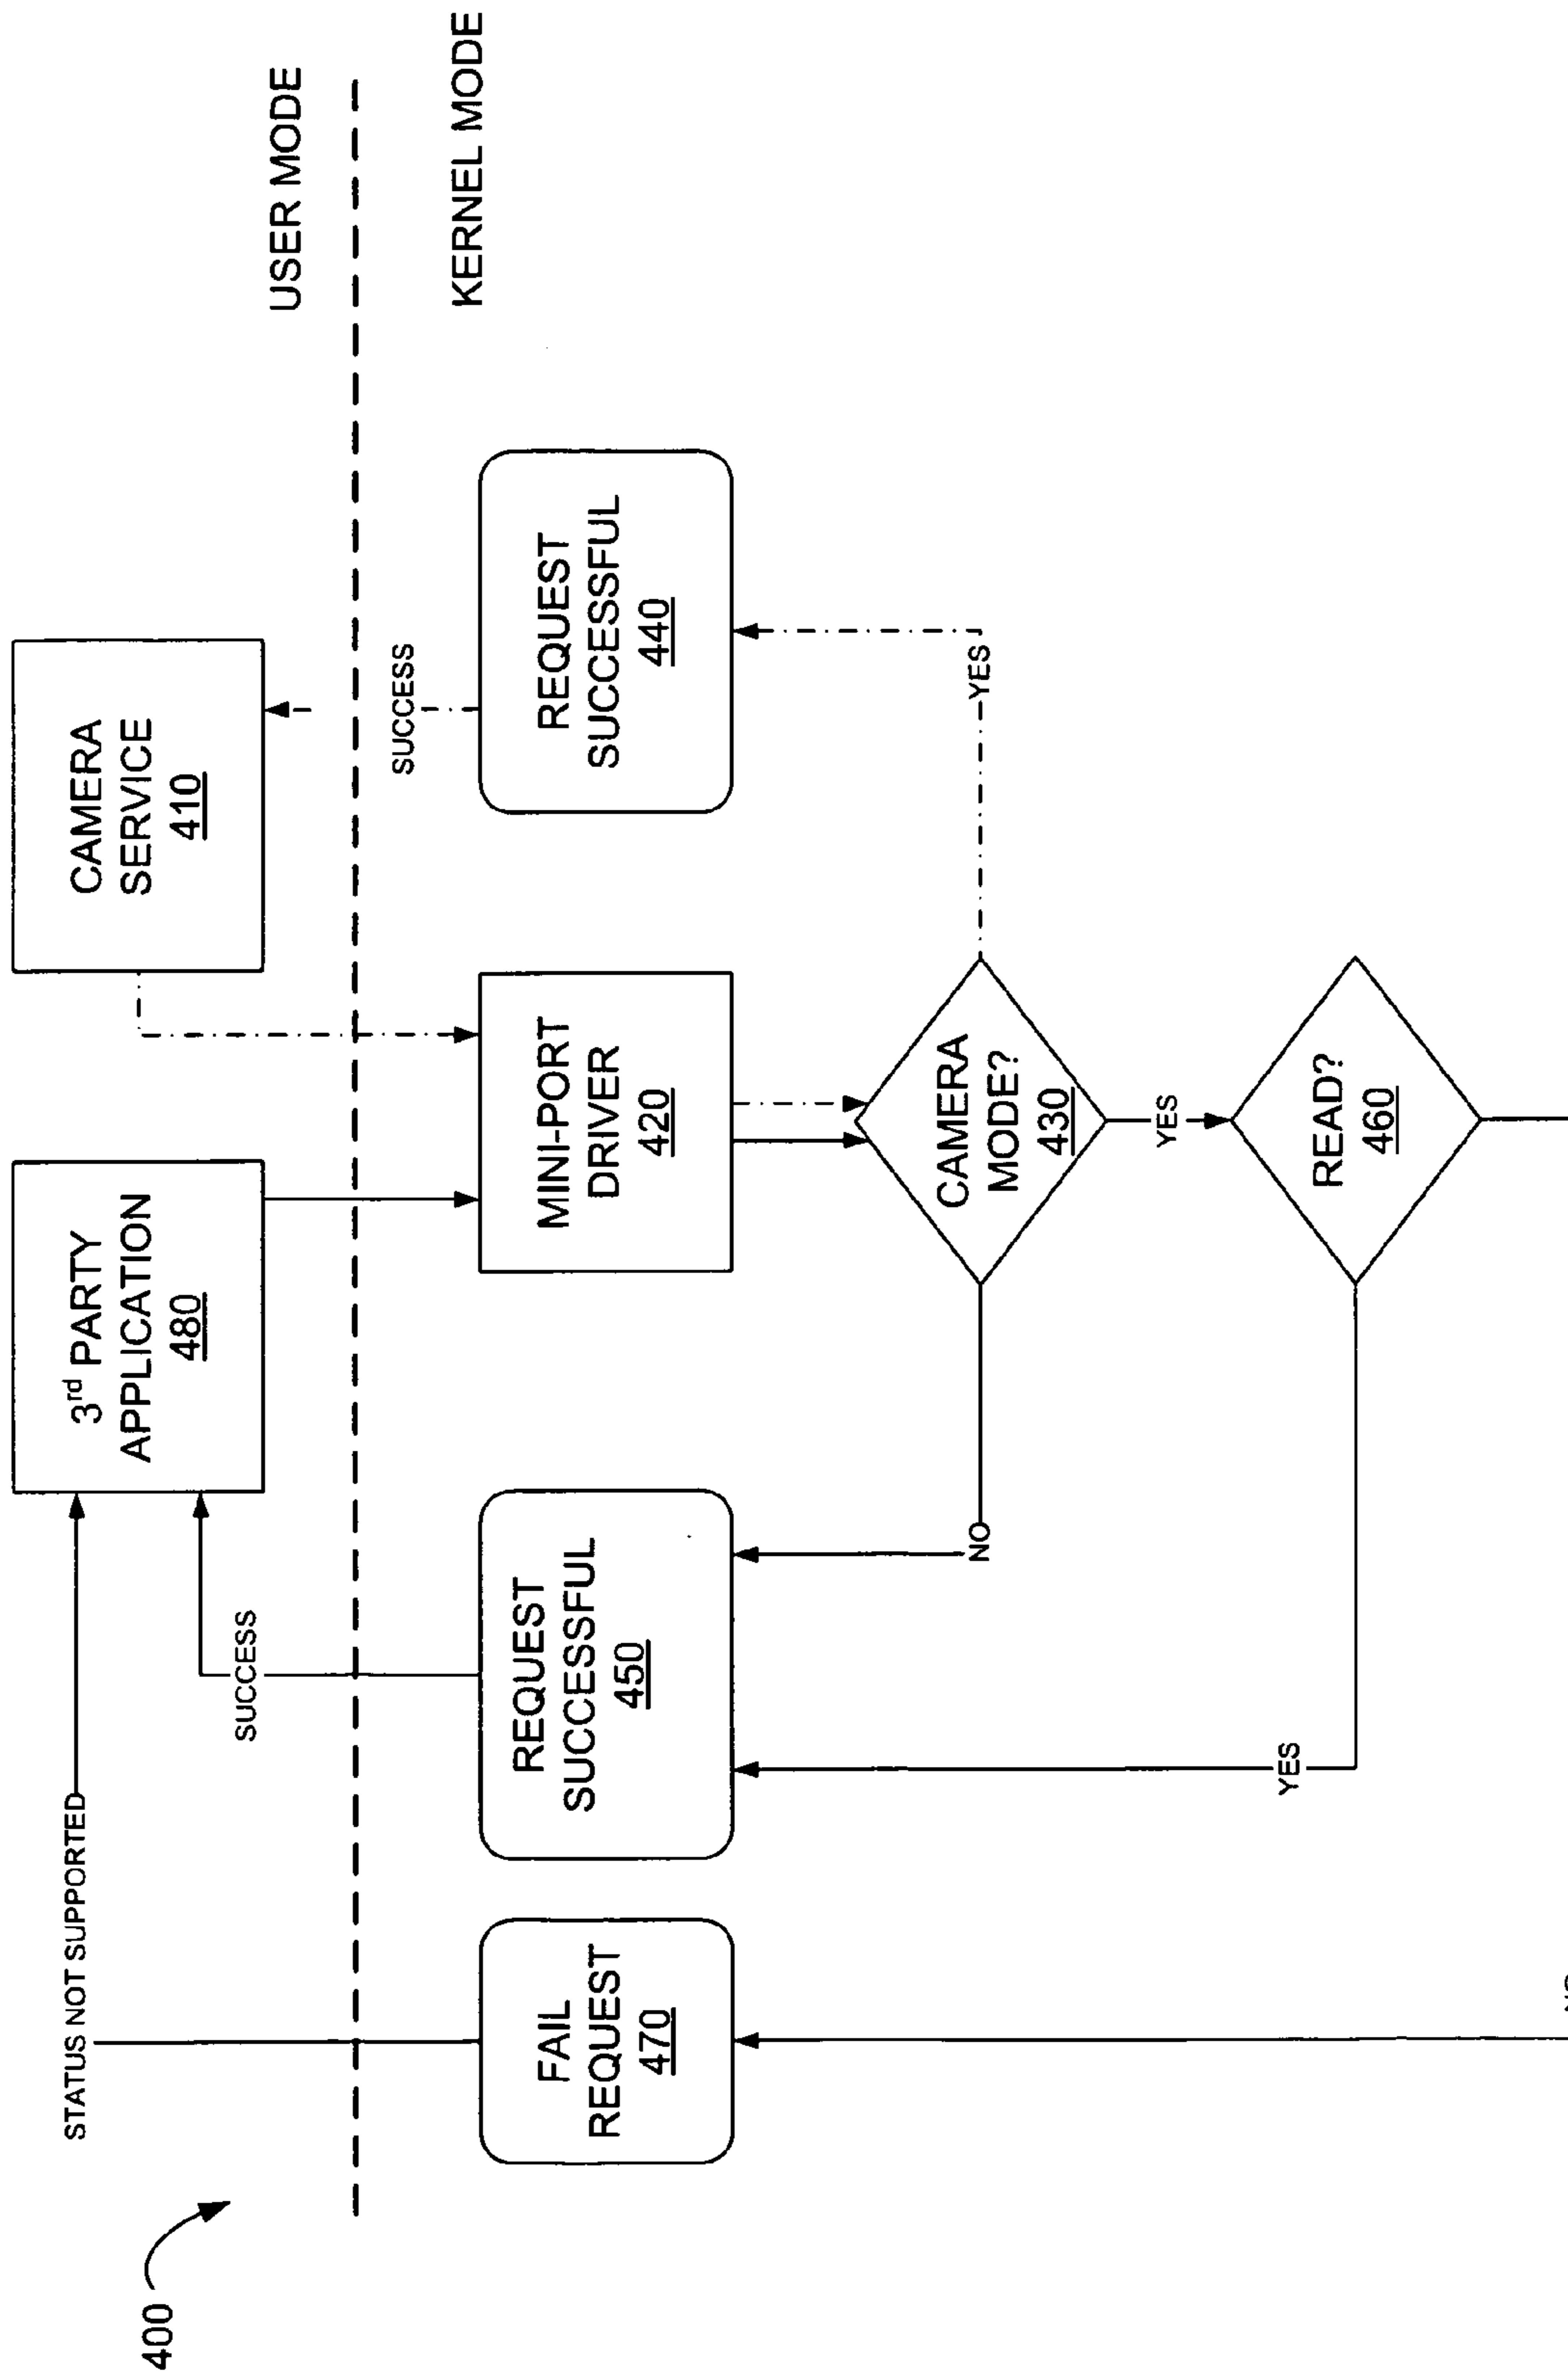 400
STATUS NOT SUPPORTED
3rd PARTY
APPLICATION
480
CAMERA
SERVICE
410
SUCCESS
USER MODE
SUCCESS
KERNEL MODE
FAIL
REQUEST
470
REQUEST
SUCCESSFUL
450
MINI-PORT
DRIVER
420
REQUEST
SUCCESSFUL
440
NO
CAMERA
MODE?
430
YES
YES
YES
READ?
460